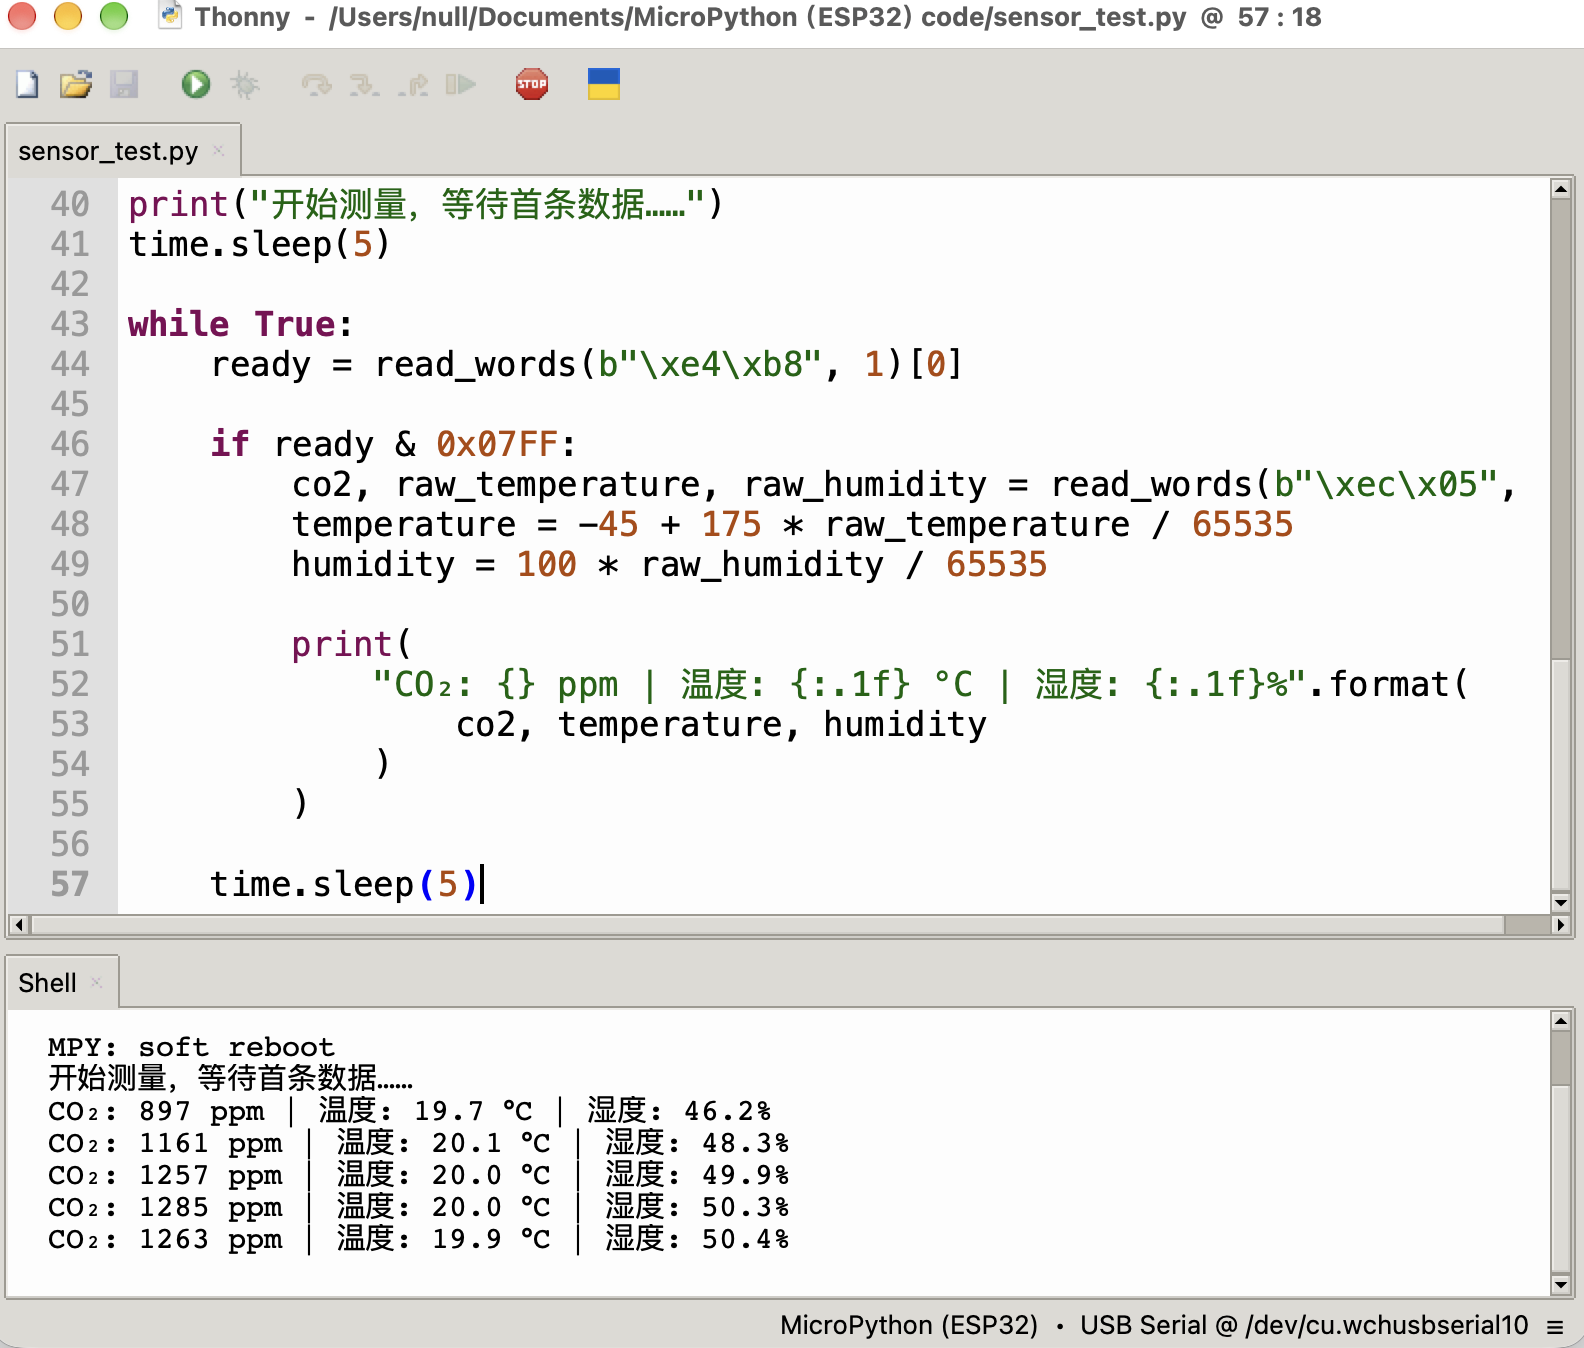 Thonny - /Users/null/Documents/MicroPython (ESP32) code/sensor_test.py @ 57 : 18
STOP
sensor_test.py
40 print("开始测量，等待首条数据……")
41 time.sleep(5)
42
43 while True:
44     ready = read_words(b"\xe4\xb8", 1)[0]
45
46     if ready & 0x07FF:
47         co2, raw_temperature, raw_humidity = read_words(b"\xec\x05",
48         temperature = -45 + 175 * raw_temperature / 65535
49         humidity = 100 * raw_humidity / 65535
50
51         print(
52             "CO₂: {} ppm | 温度: {:.1f} °C | 湿度: {:.1f}%".format(
53                 co2, temperature, humidity
54             )
55         )
56
57     time.sleep(5)
Shell
MPY: soft reboot
开始测量，等待首条数据……
CO₂: 897 ppm | 温度: 19.7 °C | 湿度: 46.2%
CO₂: 1161 ppm | 温度: 20.1 °C | 湿度: 48.3%
CO₂: 1257 ppm | 温度: 20.0 °C | 湿度: 49.9%
CO₂: 1285 ppm | 温度: 20.0 °C | 湿度: 50.3%
CO₂: 1263 ppm | 温度: 19.9 °C | 湿度: 50.4%
MicroPython (ESP32) • USB Serial @ /dev/cu.wchusbserial10 ≡